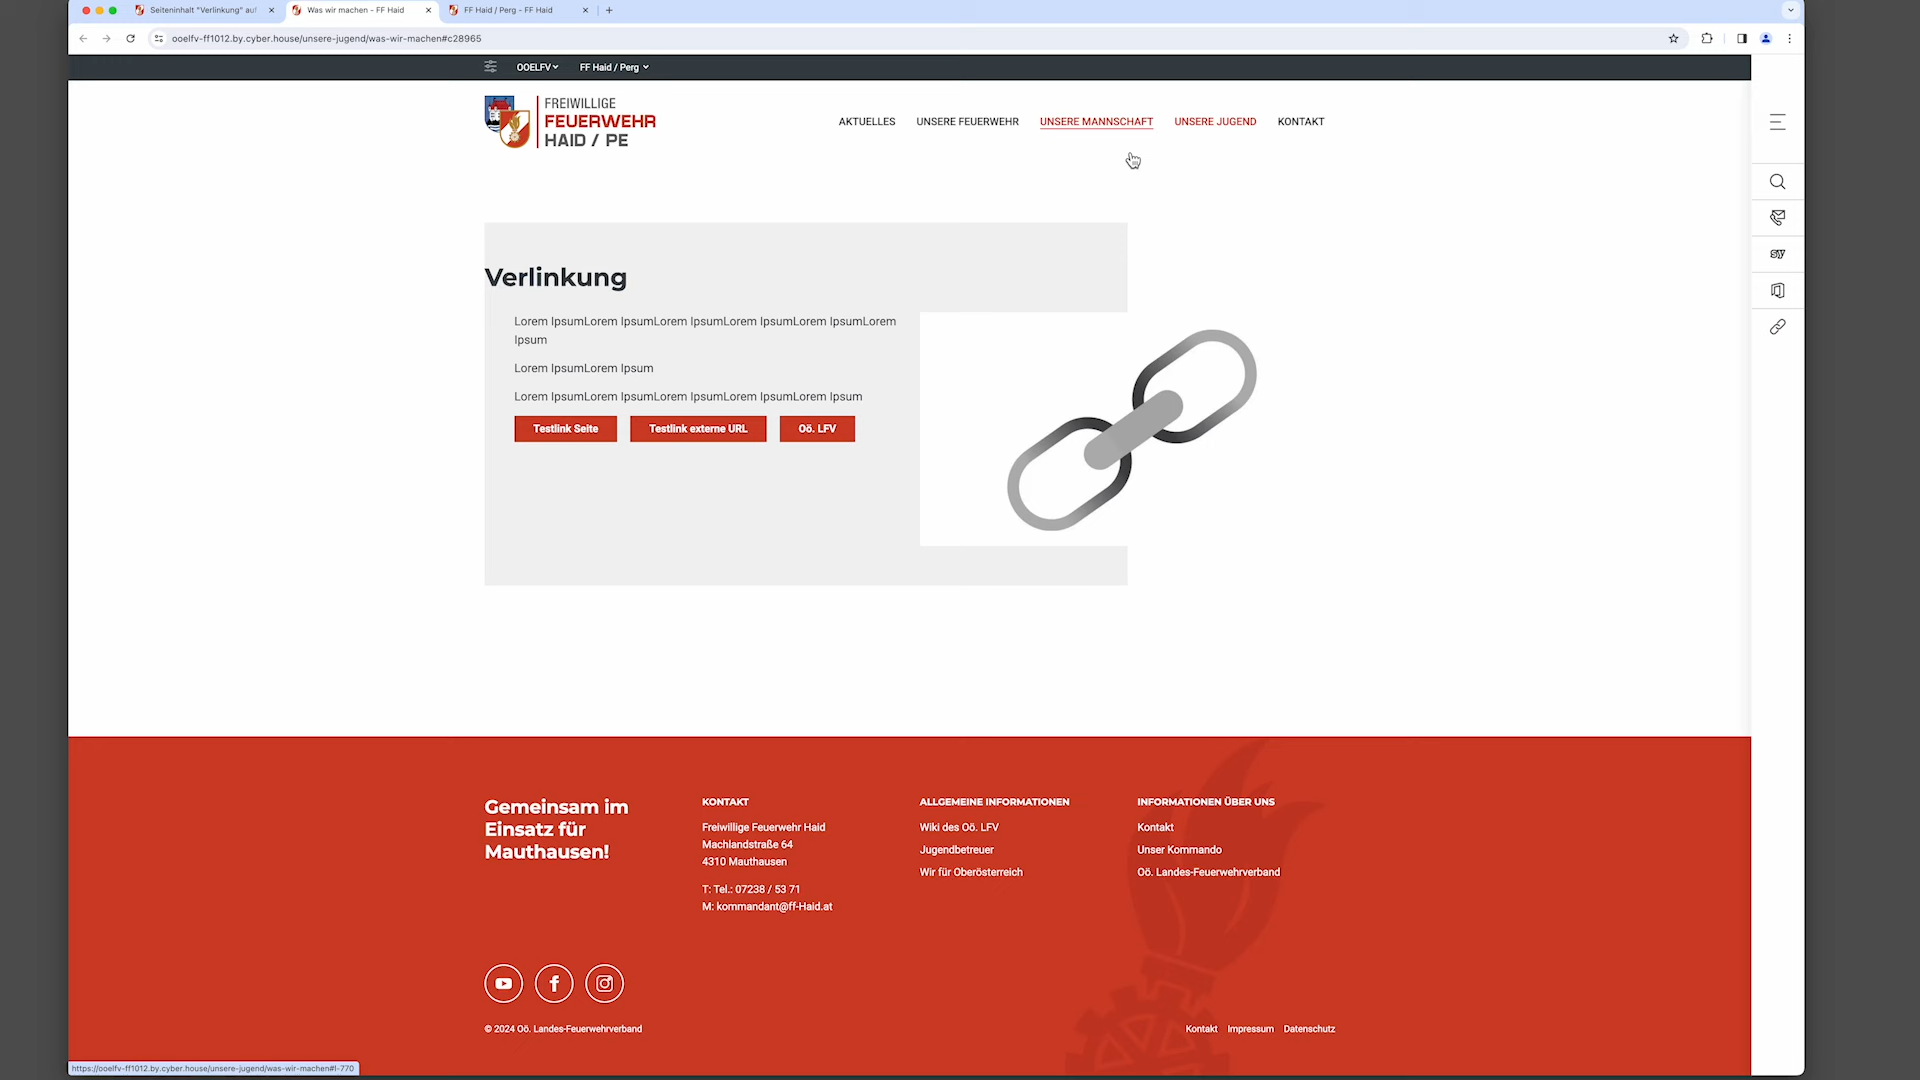 Seiteninhalt "Verlinkung" auf
Was wir machen - FF Haid
FF Haid / Perg - FF Haid
ooelfv-ff1012.by.cyber.house/unsere-jugend/was-wir-machen#c28965
OOELFV
FF Haid / Perg
FREIWILLIGE
FEUERWEHR
HAID / PE
AKTUELLES
UNSERE FEUERWEHR
UNSERE MANNSCHAFT
UNSERE JUGEND
KONTAKT
sy
Verlinkung
Lorem IpsumLorem IpsumLorem IpsumLorem IpsumLorem IpsumLorem
Ipsum
Lorem IpsumLorem Ipsum
Lorem IpsumLorem IpsumLorem IpsumLorem IpsumLorem Ipsum
Testlink Seite
Testlink externe URL
Oö. LFV
Gemeinsam im
Einsatz für
Mauthausen!
KONTAKT
Freiwillige Feuerwehr Haid
Machlandstraße 64
4310 Mauthausen
T: Tel.: 07238 / 53 71
M: kommandant@ff-Haid.at
ALLGEMEINE INFORMATIONEN
Wiki des Oö. LFV
Jugendbetreuer
Wir für Oberösterreich
INFORMATIONEN ÜBER UNS
Kontakt
Unser Kommando
Oö. Landes-Feuerwehrverband
© 2024 Oö. Landes-Feuerwehrverband
Kontakt
Impressum
Datenschutz
https://ooelfv-ff1012.by.cyber.house/unsere-jugend/was-wir-machen#l-770